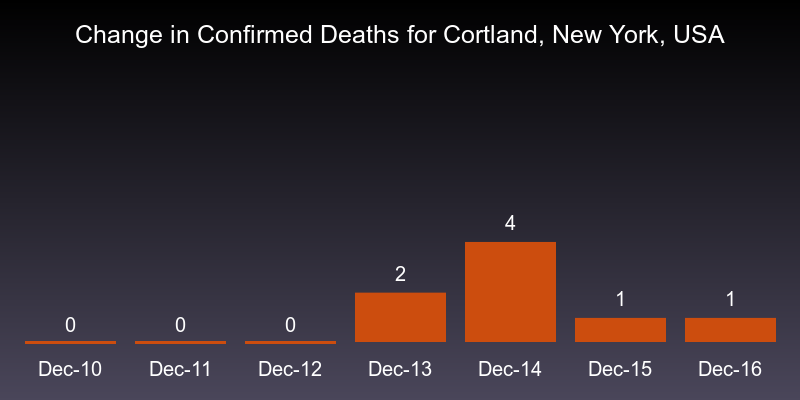 Change in Confirmed Deaths for Cortland, New York, USA
4
2
1 1
0 0 0
Dec-10 Dec-11 Dec-12 Dec-13 Dec-14 Dec-15 Dec-16